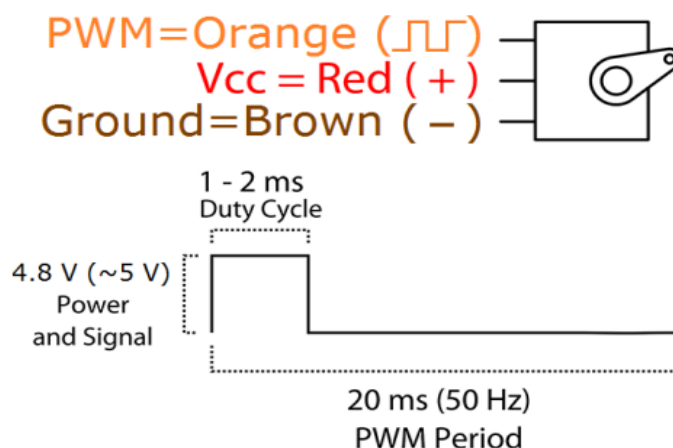 PWM=Orange (⎍⎍)
Vcc = Red ( + )
Ground=Brown ( − )
1 - 2 ms
Duty Cycle
4.8 V (~5 V)
Power
and Signal
20 ms (50 Hz)
PWM Period